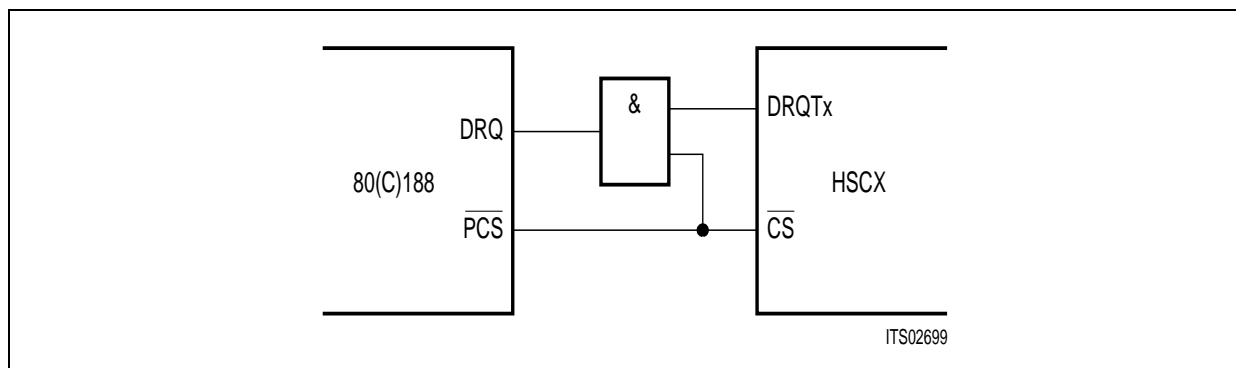 &
DRQTx
DRQ
80(C)188
HSCX
PCS
CS
ITS02699